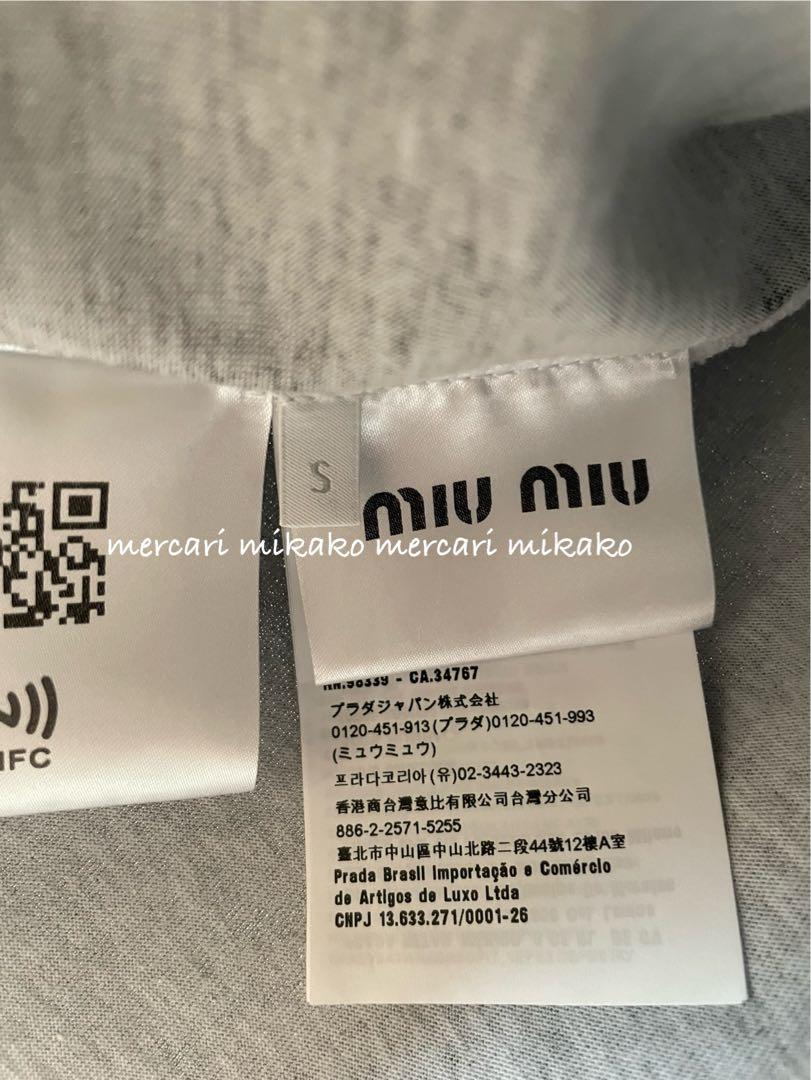 S
miu miu
mercari mikako mercari mikako
NFC
RN.98339 - CA.34767
プラダジャパン株式会社
0120-451-913(プラダ)0120-451-993
(ミュウミュウ)
프라다코리아(유)02-3443-2323
香港商台灣意比有限公司台灣分公司
886-2-2571-5255
臺北市中山區中山北路二段44號12樓A室
Prada Brasil Importação e Comércio
de Artigos de Luxo Ltda
CNPJ 13.633.271/0001-26